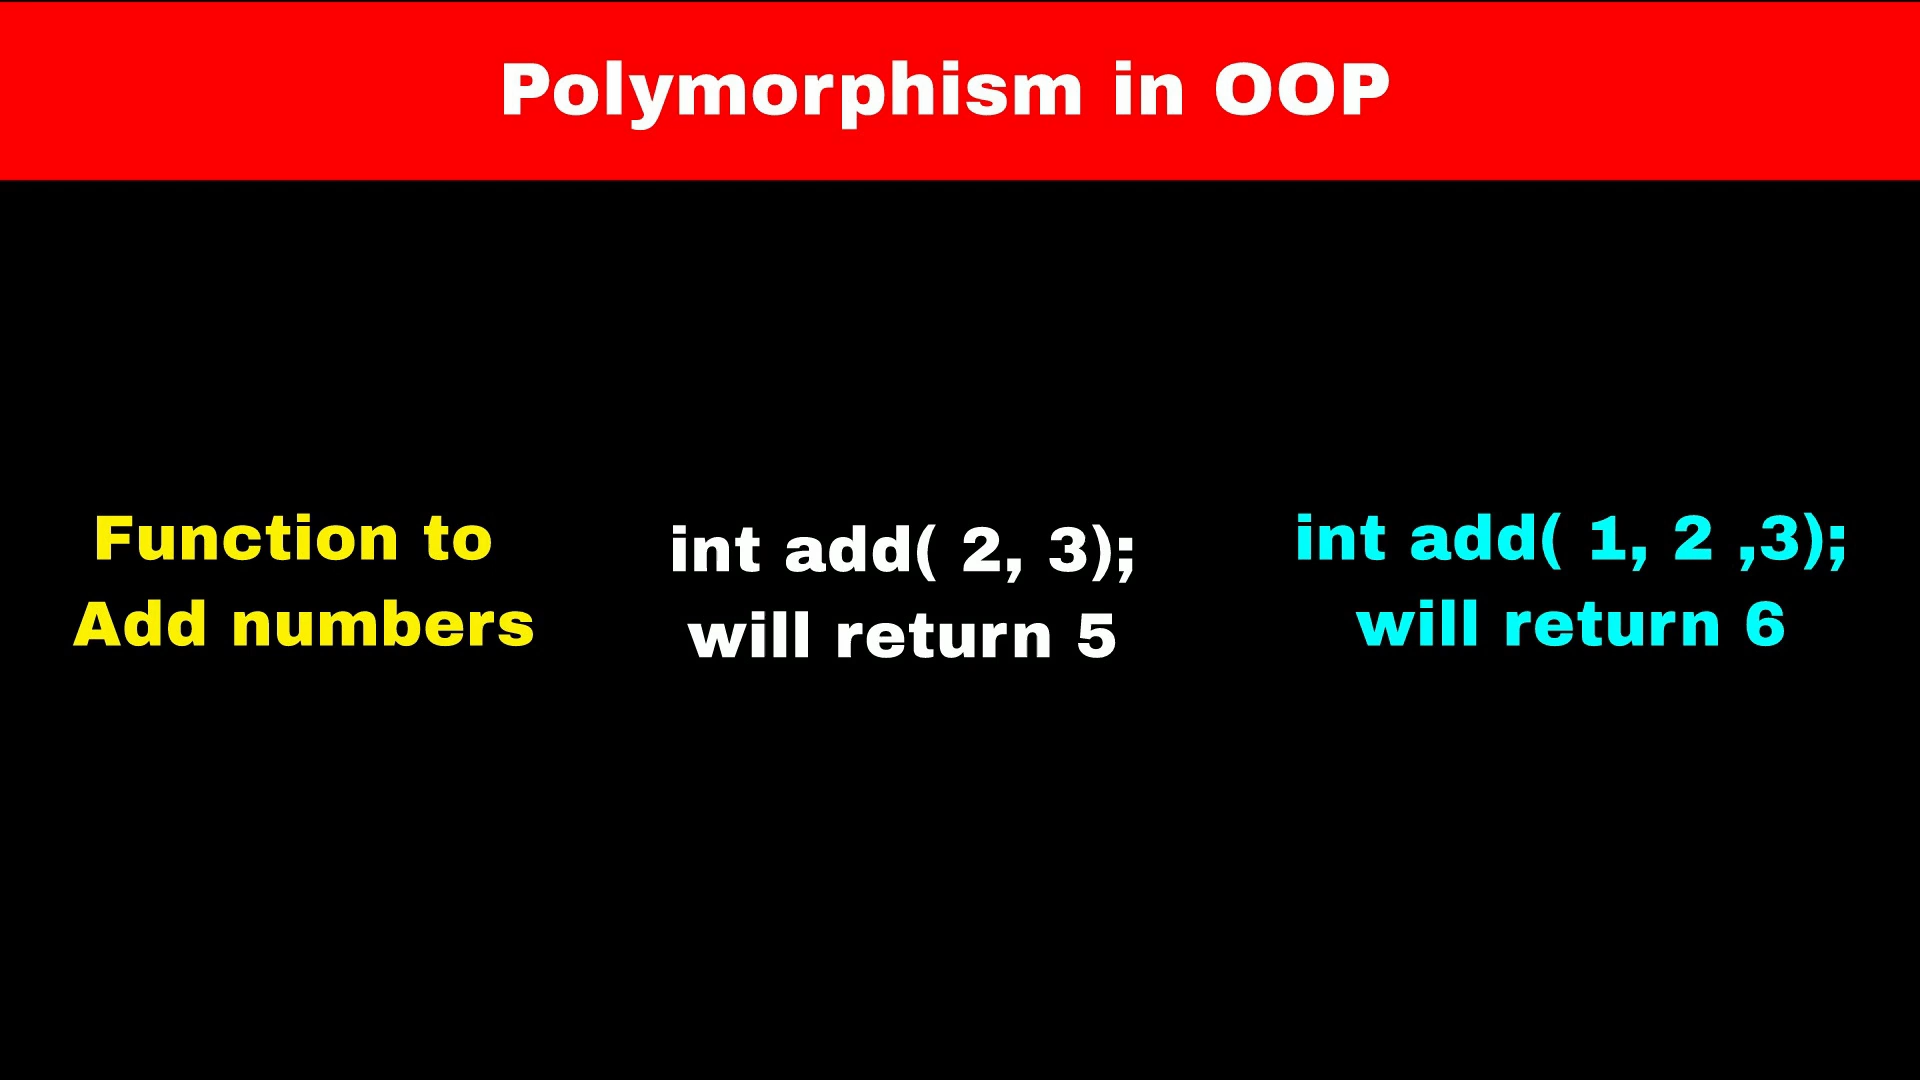 Polymorphism in OOP
Function to
Add numbers
int add( 2, 3);
will return 5
int add( 1, 2 ,3);
will return 6